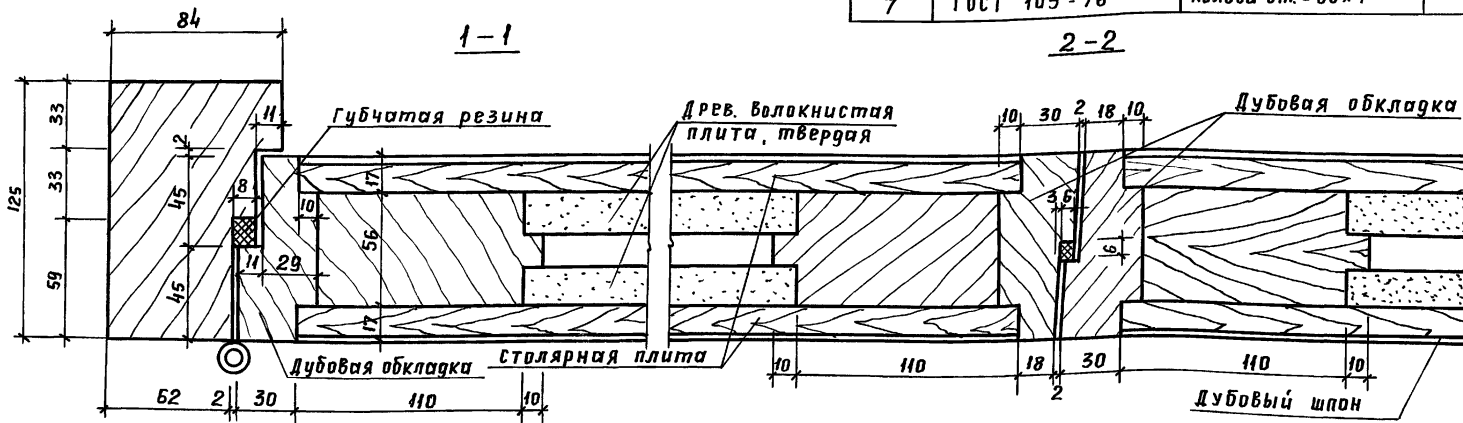 7 ГОСТ 103-76
84
1-1
2-2
125
33
33
59
2
45
45
11
8
11
29
10
17
56
17
Губчатая резина
Древ. волокнистая
плита, твердая
10 30 2 18 10
Дубовая обкладка
3 6
6
Дубовая обкладка
Столярная плита
62 2 30 110 10
10 110 18 2 30 110 10
Дубовый шпон